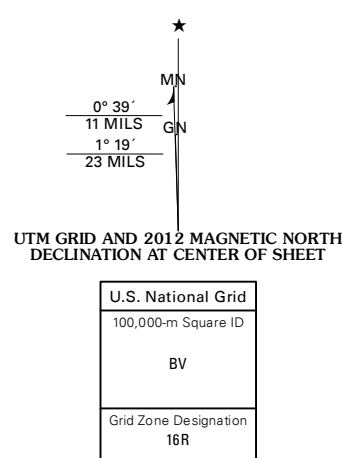 ★
MN
0° 39´
11 MILS
GN
1° 19´
23 MILS
UTM GRID AND 2012 MAGNETIC NORTH
DECLINATION AT CENTER OF SHEET
U.S. National Grid
100,000-m Square ID
BV
Grid Zone Designation
16R